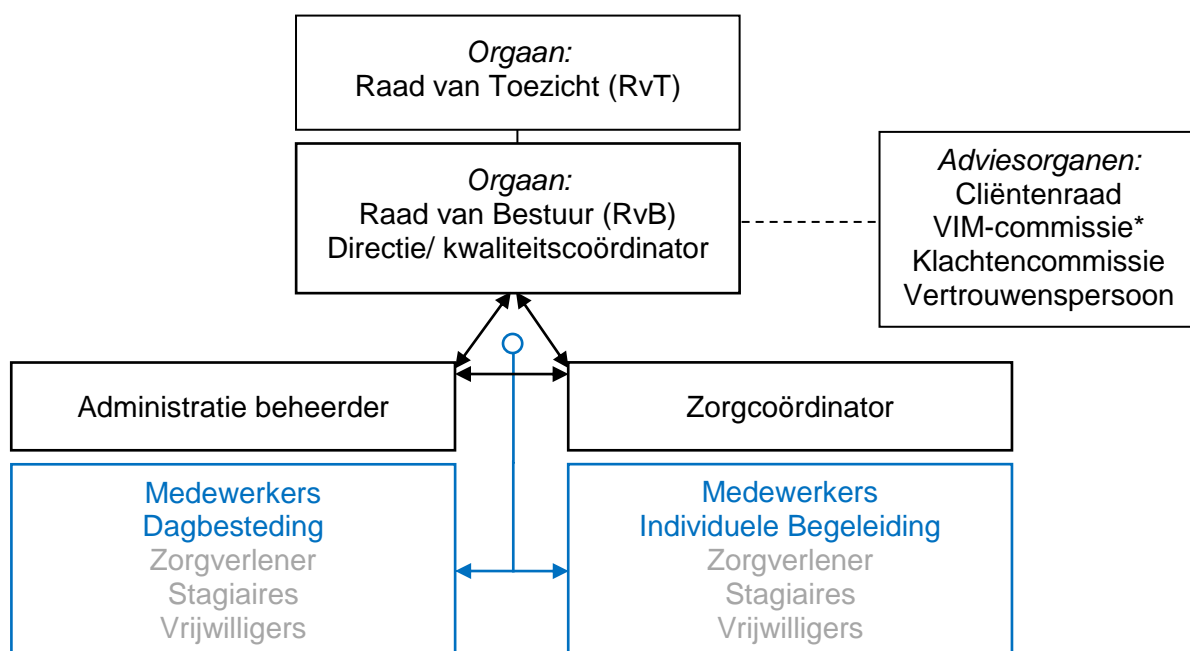 Orgaan:
Raad van Toezicht (RvT)
Orgaan:
Raad van Bestuur (RvB)
Directie/ kwaliteitscoördinator
Adviesorganen:
Cliëntenraad
VIM-commissie*
Klachtencommissie
Vertrouwenspersoon
Administratie beheerder
Zorgcoördinator
Medewerkers
Dagbesteding
Zorgverlener
Stagiaires
Vrijwilligers
Medewerkers
Individuele Begeleiding
Zorgverlener
Stagiaires
Vrijwilligers